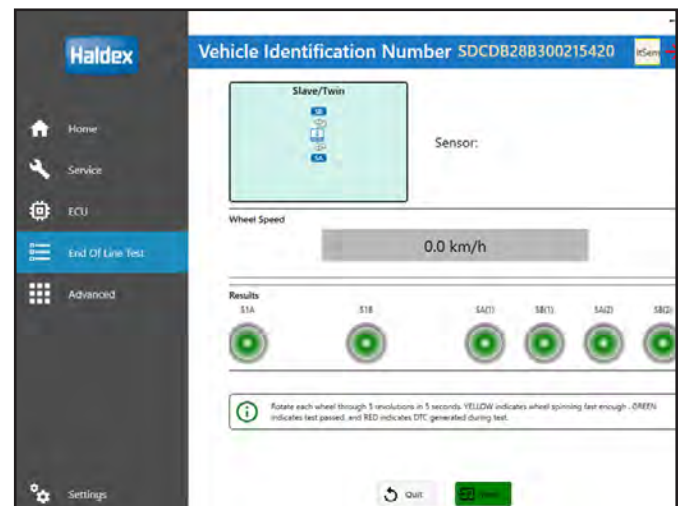 Haldex
Vehicle Identification Number SDCDB28B300215420
Slave/Twin
SB
SA
Sensor:
Home
Service
ECU
End Of Line Test
Advanced
Settings
Wheel Speed
0.0 km/h
Results
S1A S1B SA(1) SB(1) SA(2) SB(2)
Rotate each wheel through 5 revolutions in 5 seconds. YELLOW indicates wheel spinning fast enough , GREEN
indicates test passed, and RED indicates DTC generated during test.
Quit